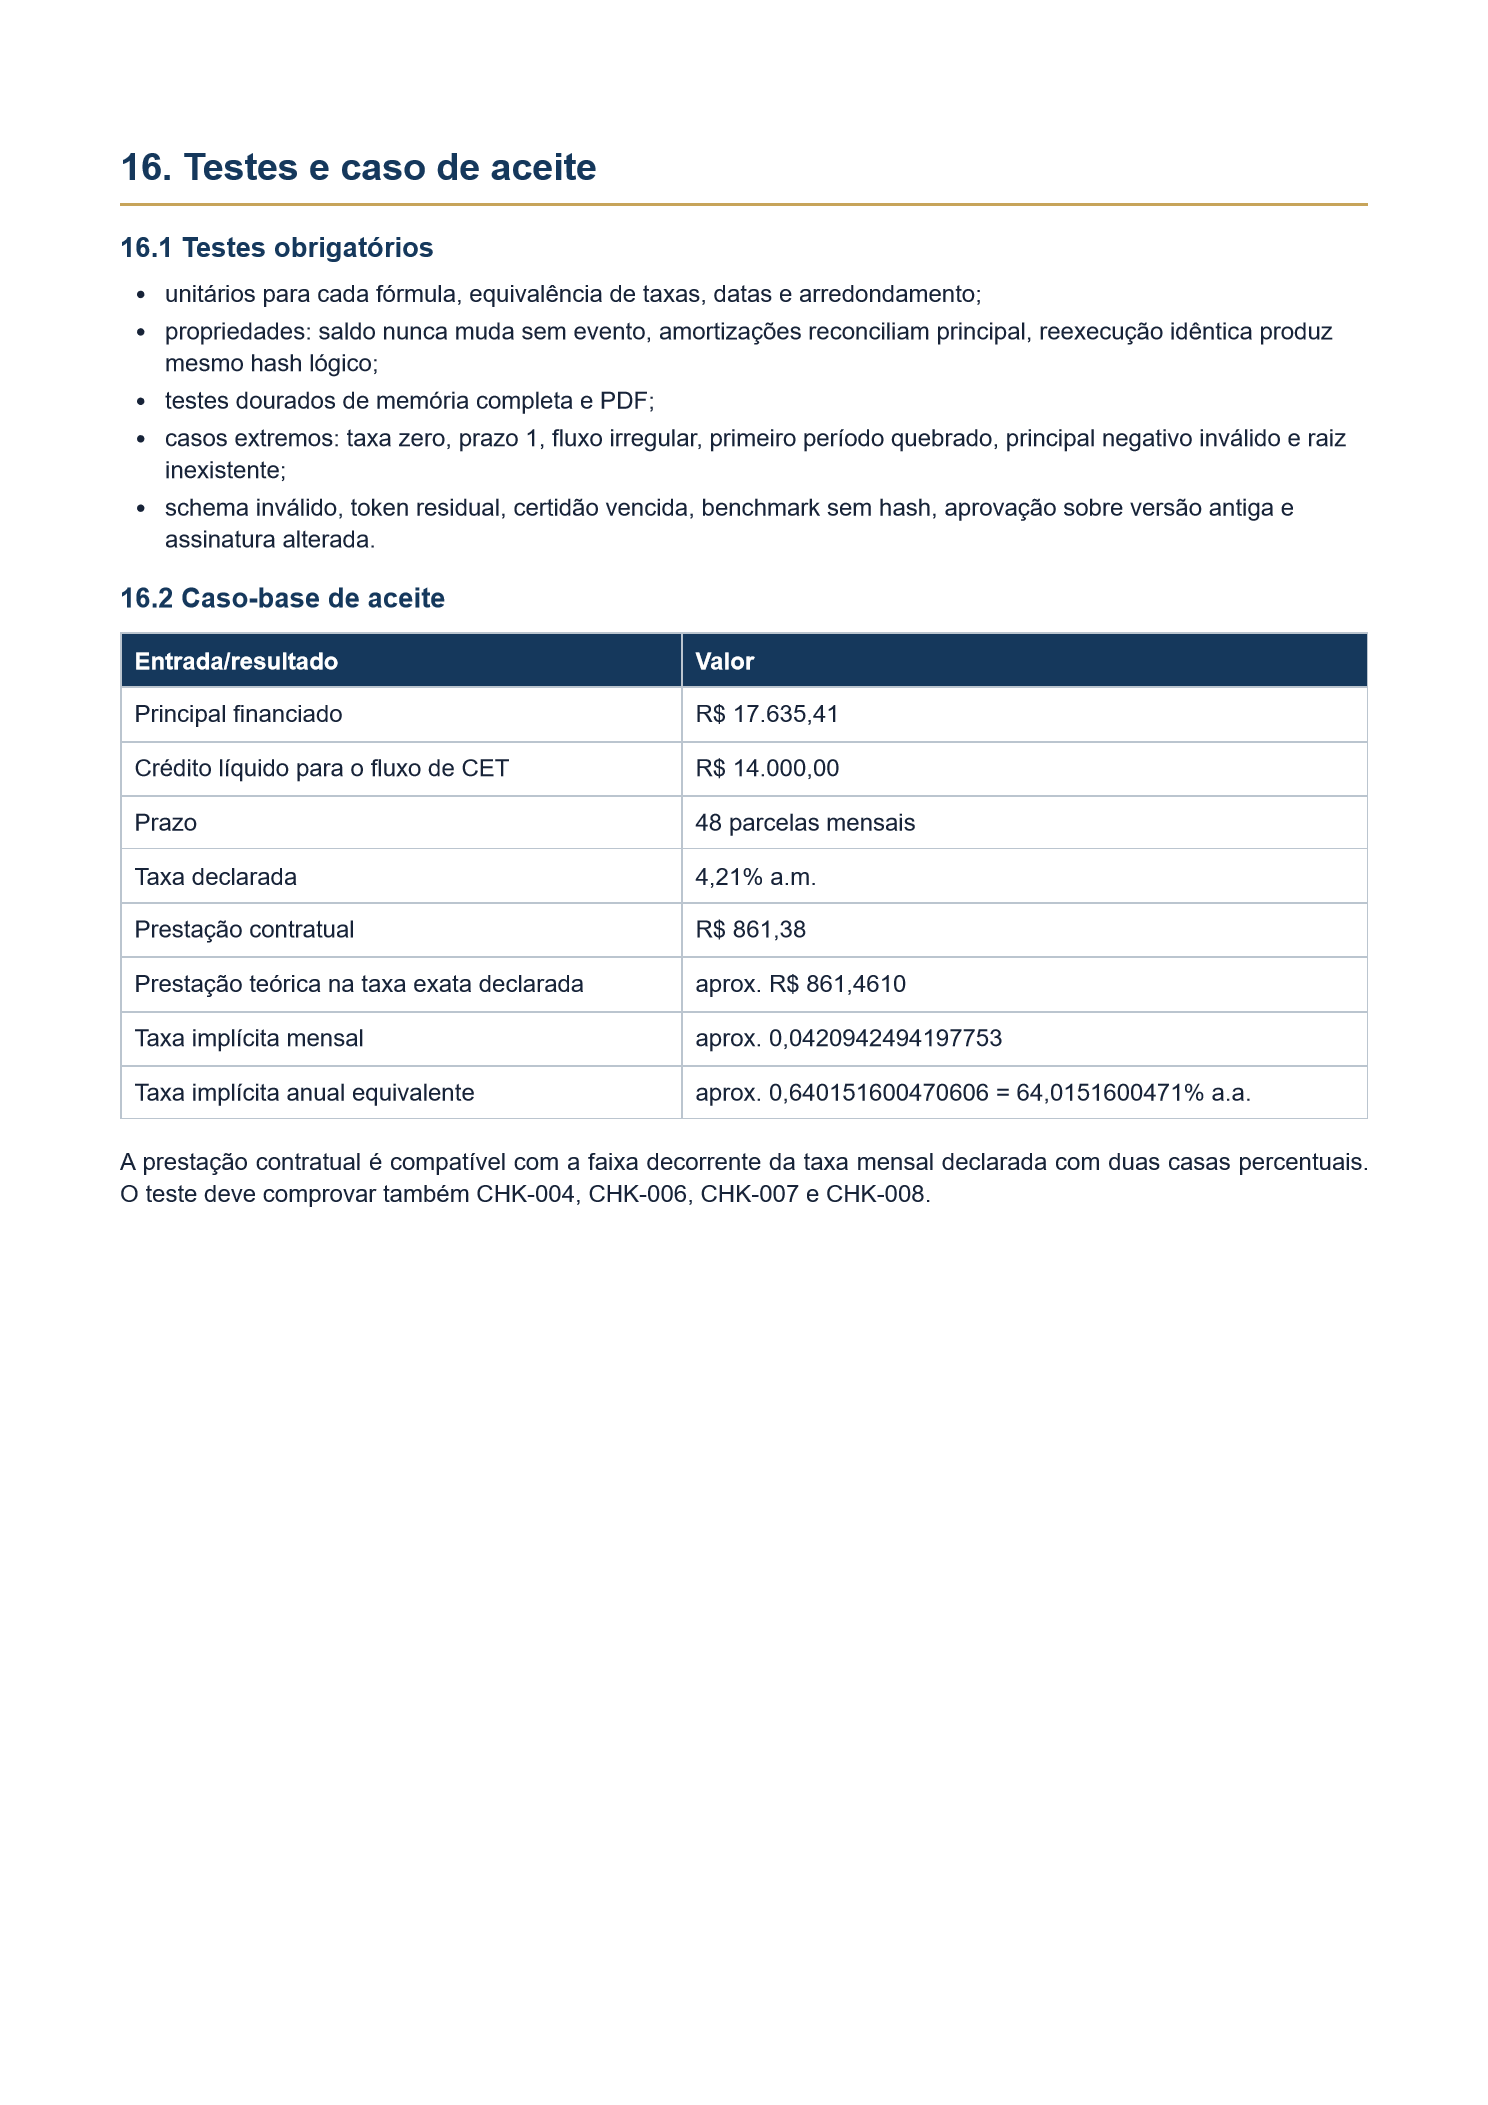 16. Testes e caso de aceite
16.1 Testes obrigatórios
• unitários para cada fórmula, equivalência de taxas, datas e arredondamento;
• propriedades: saldo nunca muda sem evento, amortizações reconciliam principal, reexecução idêntica produz
mesmo hash lógico;
• testes dourados de memória completa e PDF;
• casos extremos: taxa zero, prazo 1, fluxo irregular, primeiro período quebrado, principal negativo inválido e raiz
inexistente;
• schema inválido, token residual, certidão vencida, benchmark sem hash, aprovação sobre versão antiga e
assinatura alterada.
16.2 Caso-base de aceite
Entrada/resultado Valor
Principal financiado R$ 17.635,41
Crédito líquido para o fluxo de CET R$ 14.000,00
Prazo 48 parcelas mensais
Taxa declarada 4,21% a.m.
Prestação contratual R$ 861,38
Prestação teórica na taxa exata declarada aprox. R$ 861,4610
Taxa implícita mensal aprox. 0,0420942494197753
Taxa implícita anual equivalente aprox. 0,640151600470606 = 64,0151600471% a.a.
A prestação contratual é compatível com a faixa decorrente da taxa mensal declarada com duas casas percentuais.
O teste deve comprovar também CHK-004, CHK-006, CHK-007 e CHK-008.